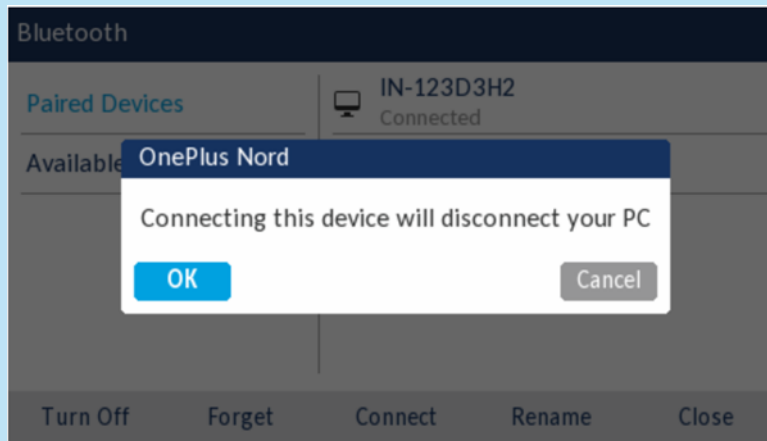 Bluetooth
Paired Devices
IN-123D3H2
Connected
Available
OnePlus Nord
Connecting this device will disconnect your PC
OK
Cancel
Turn Off
Forget
Connect
Rename
Close